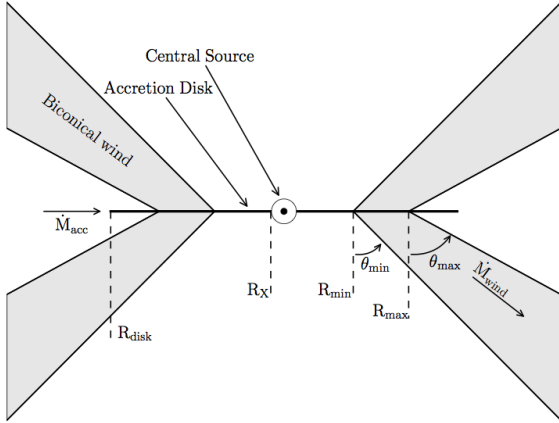 Central Source
Accretion Disk
Biconical wind
Ṁacc
θmin
θmax
Ṁwind
RX
Rmin
Rmax
Rdisk